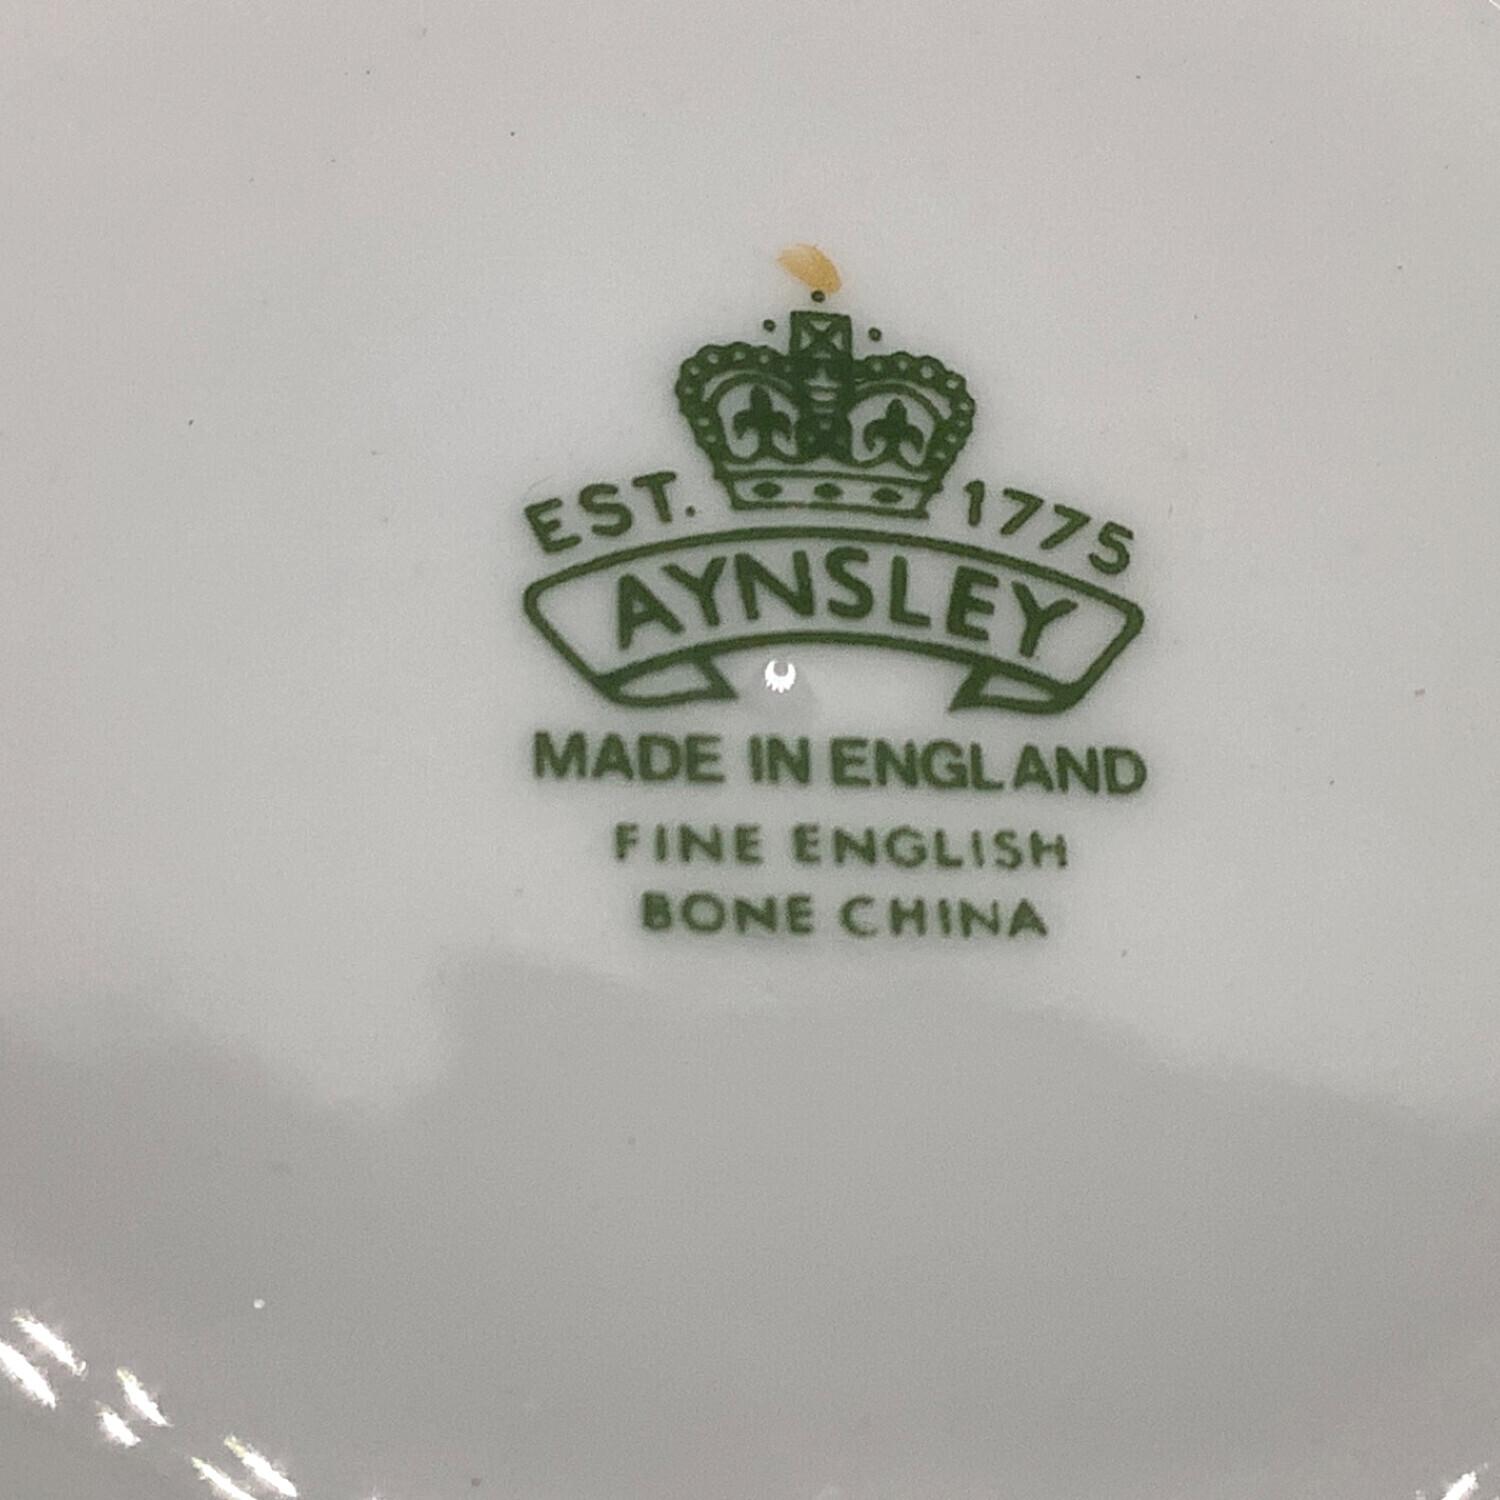 EST. 1775
AYNSLEY
MADE IN ENGLAND
FINE ENGLISH
BONE CHINA